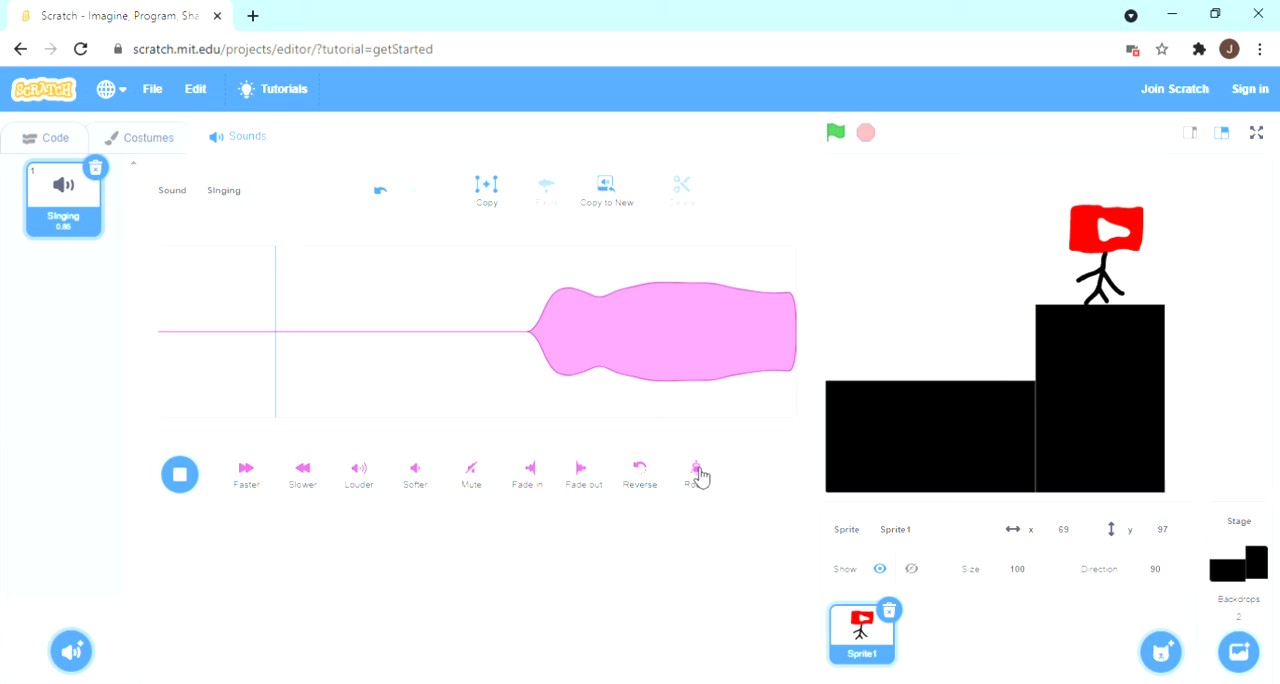 Scratch - Imagine, Program, Sha
scratch.mit.edu/projects/editor/?tutorial=getStarted
J
SCRATCH File Edit Tutorials Join Scratch Sign in
Code Costumes Sounds
1
SInging
0.85
Sound SInging
Copy Paste Copy to New Delete
Faster Slower Louder Softer Mute Fade in Fade out Reverse
Sprite Sprite1 x 69 y 97
Show Size 100 Direction 90
Sprite1
Stage
Backdrops
2